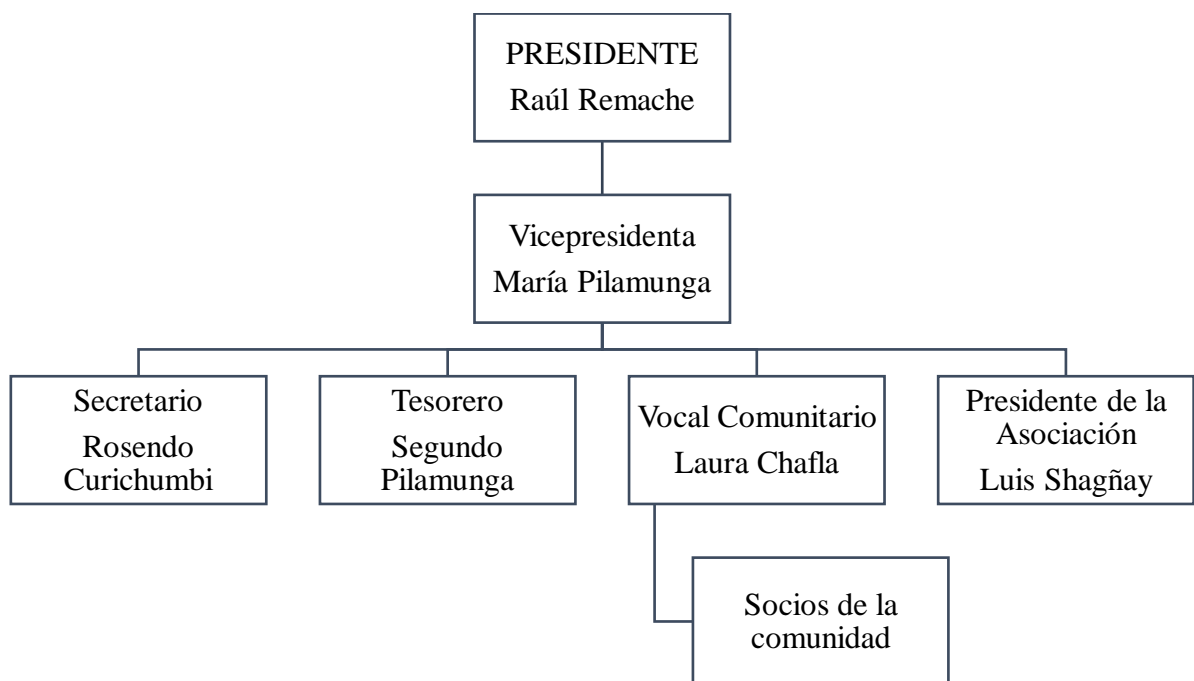 PRESIDENTE
Raúl Remache
Vicepresidenta
María Pilamunga
Secretario
Rosendo
Curichumbi
Tesorero
Segundo
Pilamunga
Vocal Comunitario
Laura Chafla
Presidente de la
Asociación
Luis Shagñay
Socios de la
comunidad